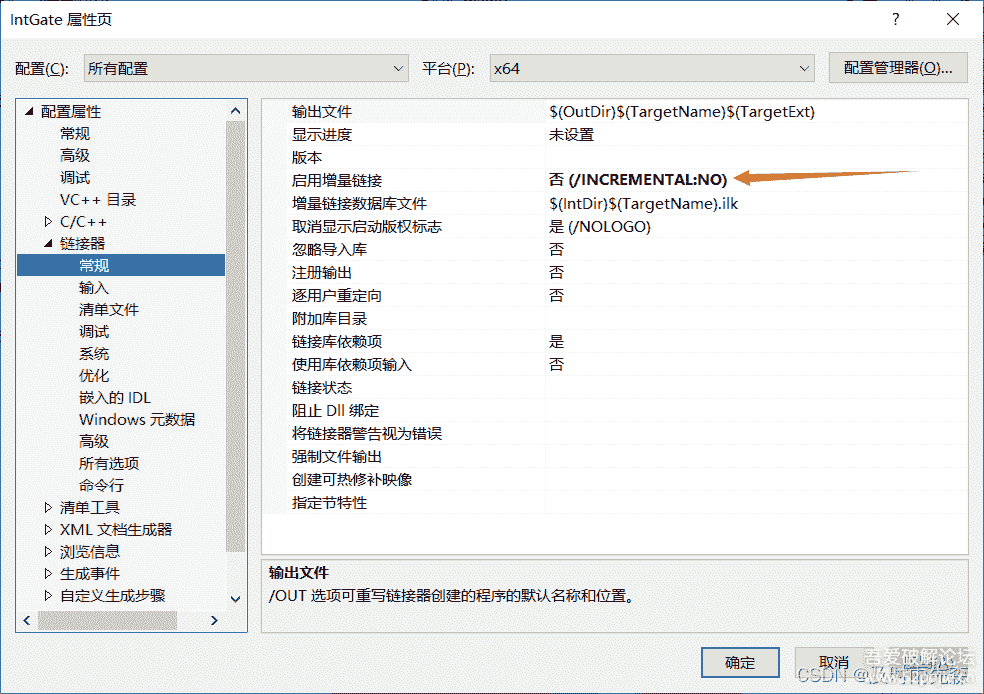 IntGate 属性页
?
配置(C):
所有配置
平台(P):
x64
配置管理器(O)...
配置属性
常规
高级
调试
VC++ 目录
C/C++
链接器
常规
输入
清单文件
调试
系统
优化
嵌入的 IDL
Windows 元数据
高级
所有选项
命令行
清单工具
XML 文档生成器
浏览信息
生成事件
自定义生成步骤
输出文件 $(OutDir)$(TargetName)$(TargetExt)
显示进度 未设置
版本
启用增量链接 否 (/INCREMENTAL:NO)
增量链接数据库文件 $(IntDir)$(TargetName).ilk
取消显示启动版权标志 是 (/NOLOGO)
忽略导入库 否
注册输出 否
逐用户重定向 否
附加库目录
链接库依赖项 是
使用库依赖项输入 否
链接状态
阻止 Dll 绑定
将链接器警告视为错误
强制文件输出
创建可热修补映像
指定节特性
输出文件
/OUT 选项可重写链接器创建的程序的默认名称和位置。
确定
取消
吾爱破解论坛
CSDN